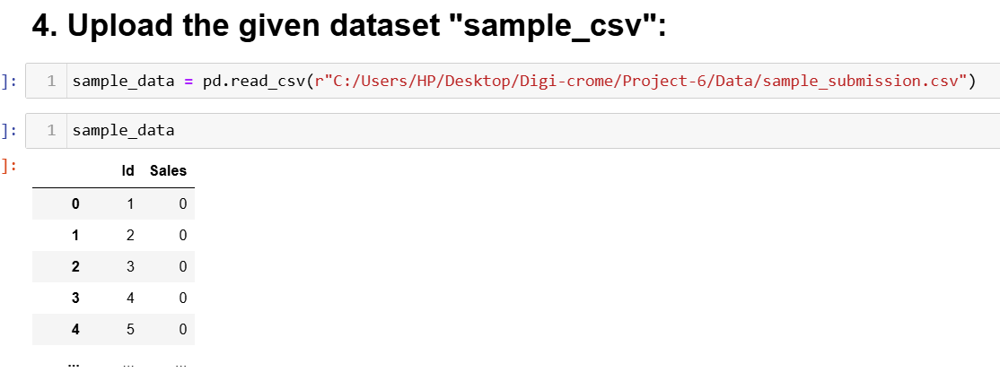 4. Upload the given dataset "sample_csv":
]: 1 sample_data = pd.read_csv(r"C:/Users/HP/Desktop/Digi-crome/Project-6/Data/sample_submission.csv")
]: 1 sample_data
]:
Id Sales
0 1 0
1 2 0
2 3 0
3 4 0
4 5 0
... ... ...